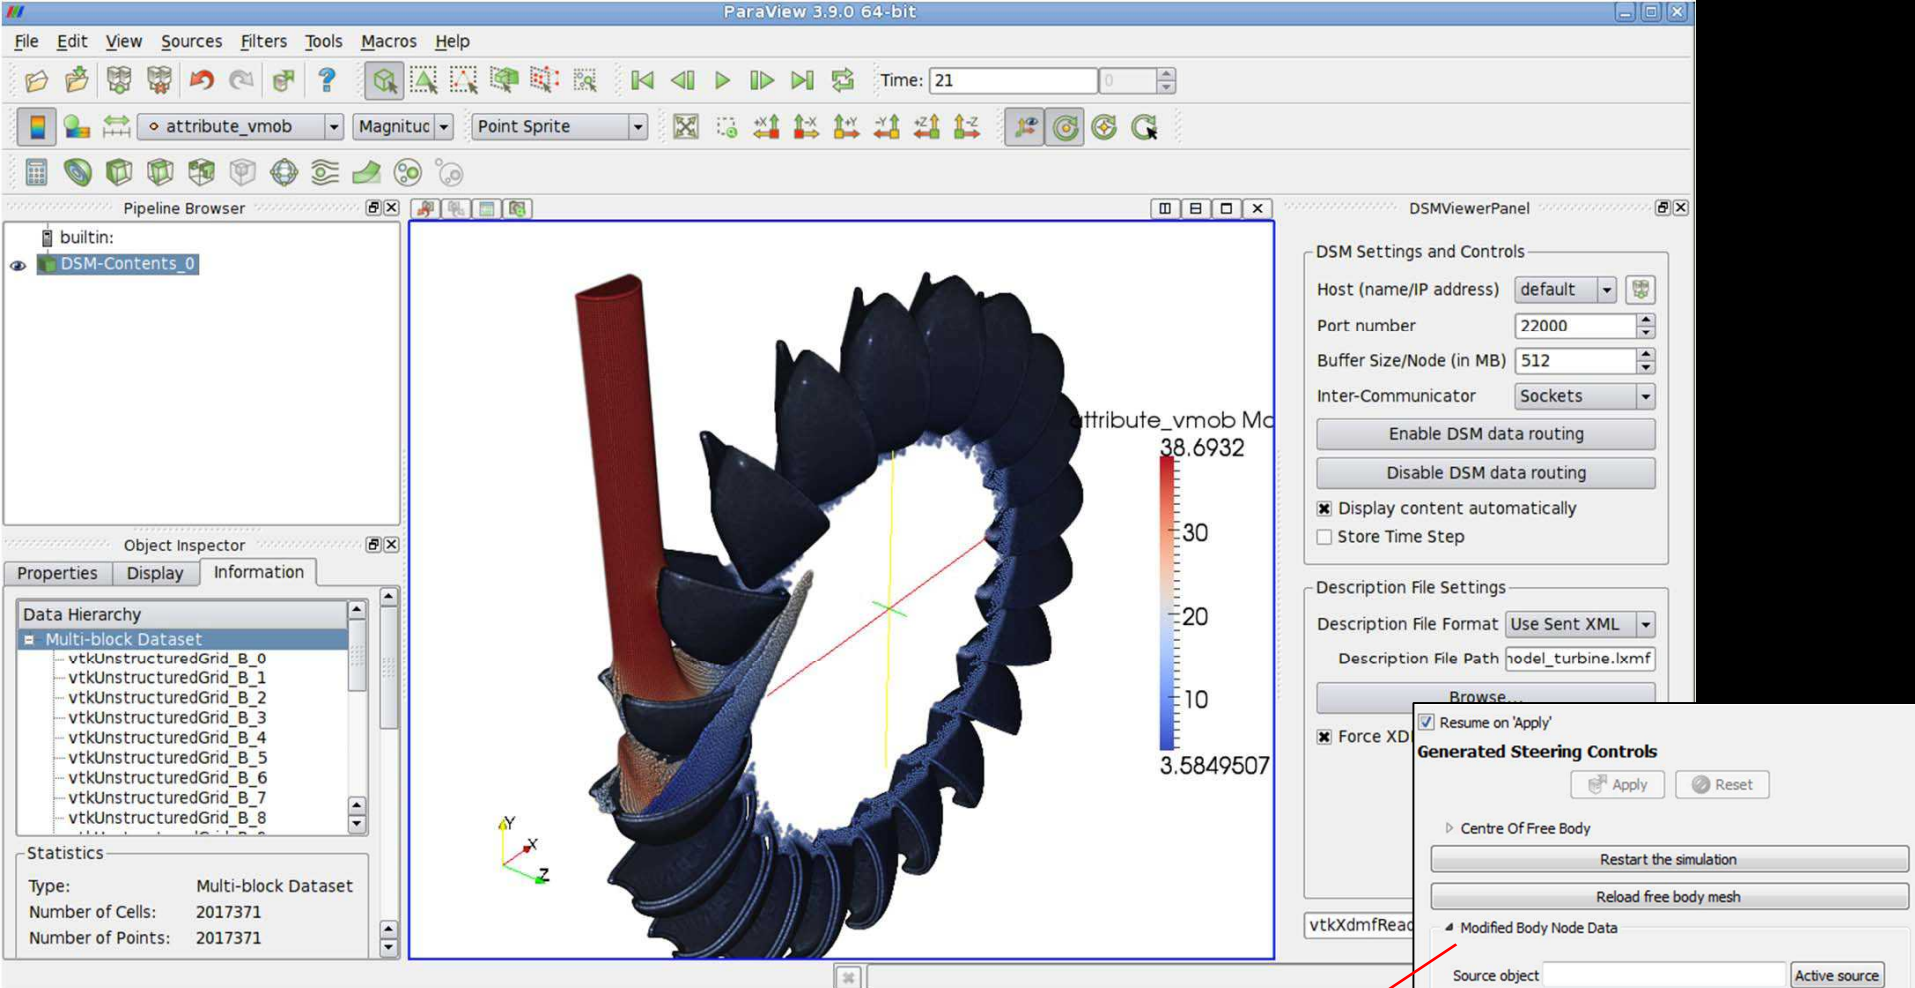 ParaView 3.9.0 64-bit
File Edit View Sources Filters Tools Macros Help
Time: 21 0
attribute_vmob Magnituc Point Sprite
+X -X +Y -Y +Z -Z
Pipeline Browser
builtin:
DSM-Contents_0
Object Inspector
Properties Display Information
Data Hierarchy
Multi-block Dataset
vtkUnstructuredGrid_B_0
vtkUnstructuredGrid_B_1
vtkUnstructuredGrid_B_2
vtkUnstructuredGrid_B_3
vtkUnstructuredGrid_B_4
vtkUnstructuredGrid_B_5
vtkUnstructuredGrid_B_6
vtkUnstructuredGrid_B_7
vtkUnstructuredGrid_B_8
Statistics
Type: Multi-block Dataset
Number of Cells: 2017371
Number of Points: 2017371
attribute_vmob Mc
38.6932
30
20
10
3.5849507
Y
X
Z
DSMViewerPanel
DSM Settings and Controls
Host (name/IP address) default
Port number 22000
Buffer Size/Node (in MB) 512
Inter-Communicator Sockets
Enable DSM data routing
Disable DSM data routing
Display content automatically
Store Time Step
Description File Settings
Description File Format Use Sent XML
Description File Path nodel_turbine.lxmf
Browse...
Force XDI
vtkXdmfReac
Resume on 'Apply'
Generated Steering Controls
Apply Reset
Centre Of Free Body
Restart the simulation
Reload free body mesh
Modified Body Node Data
Source object Active source